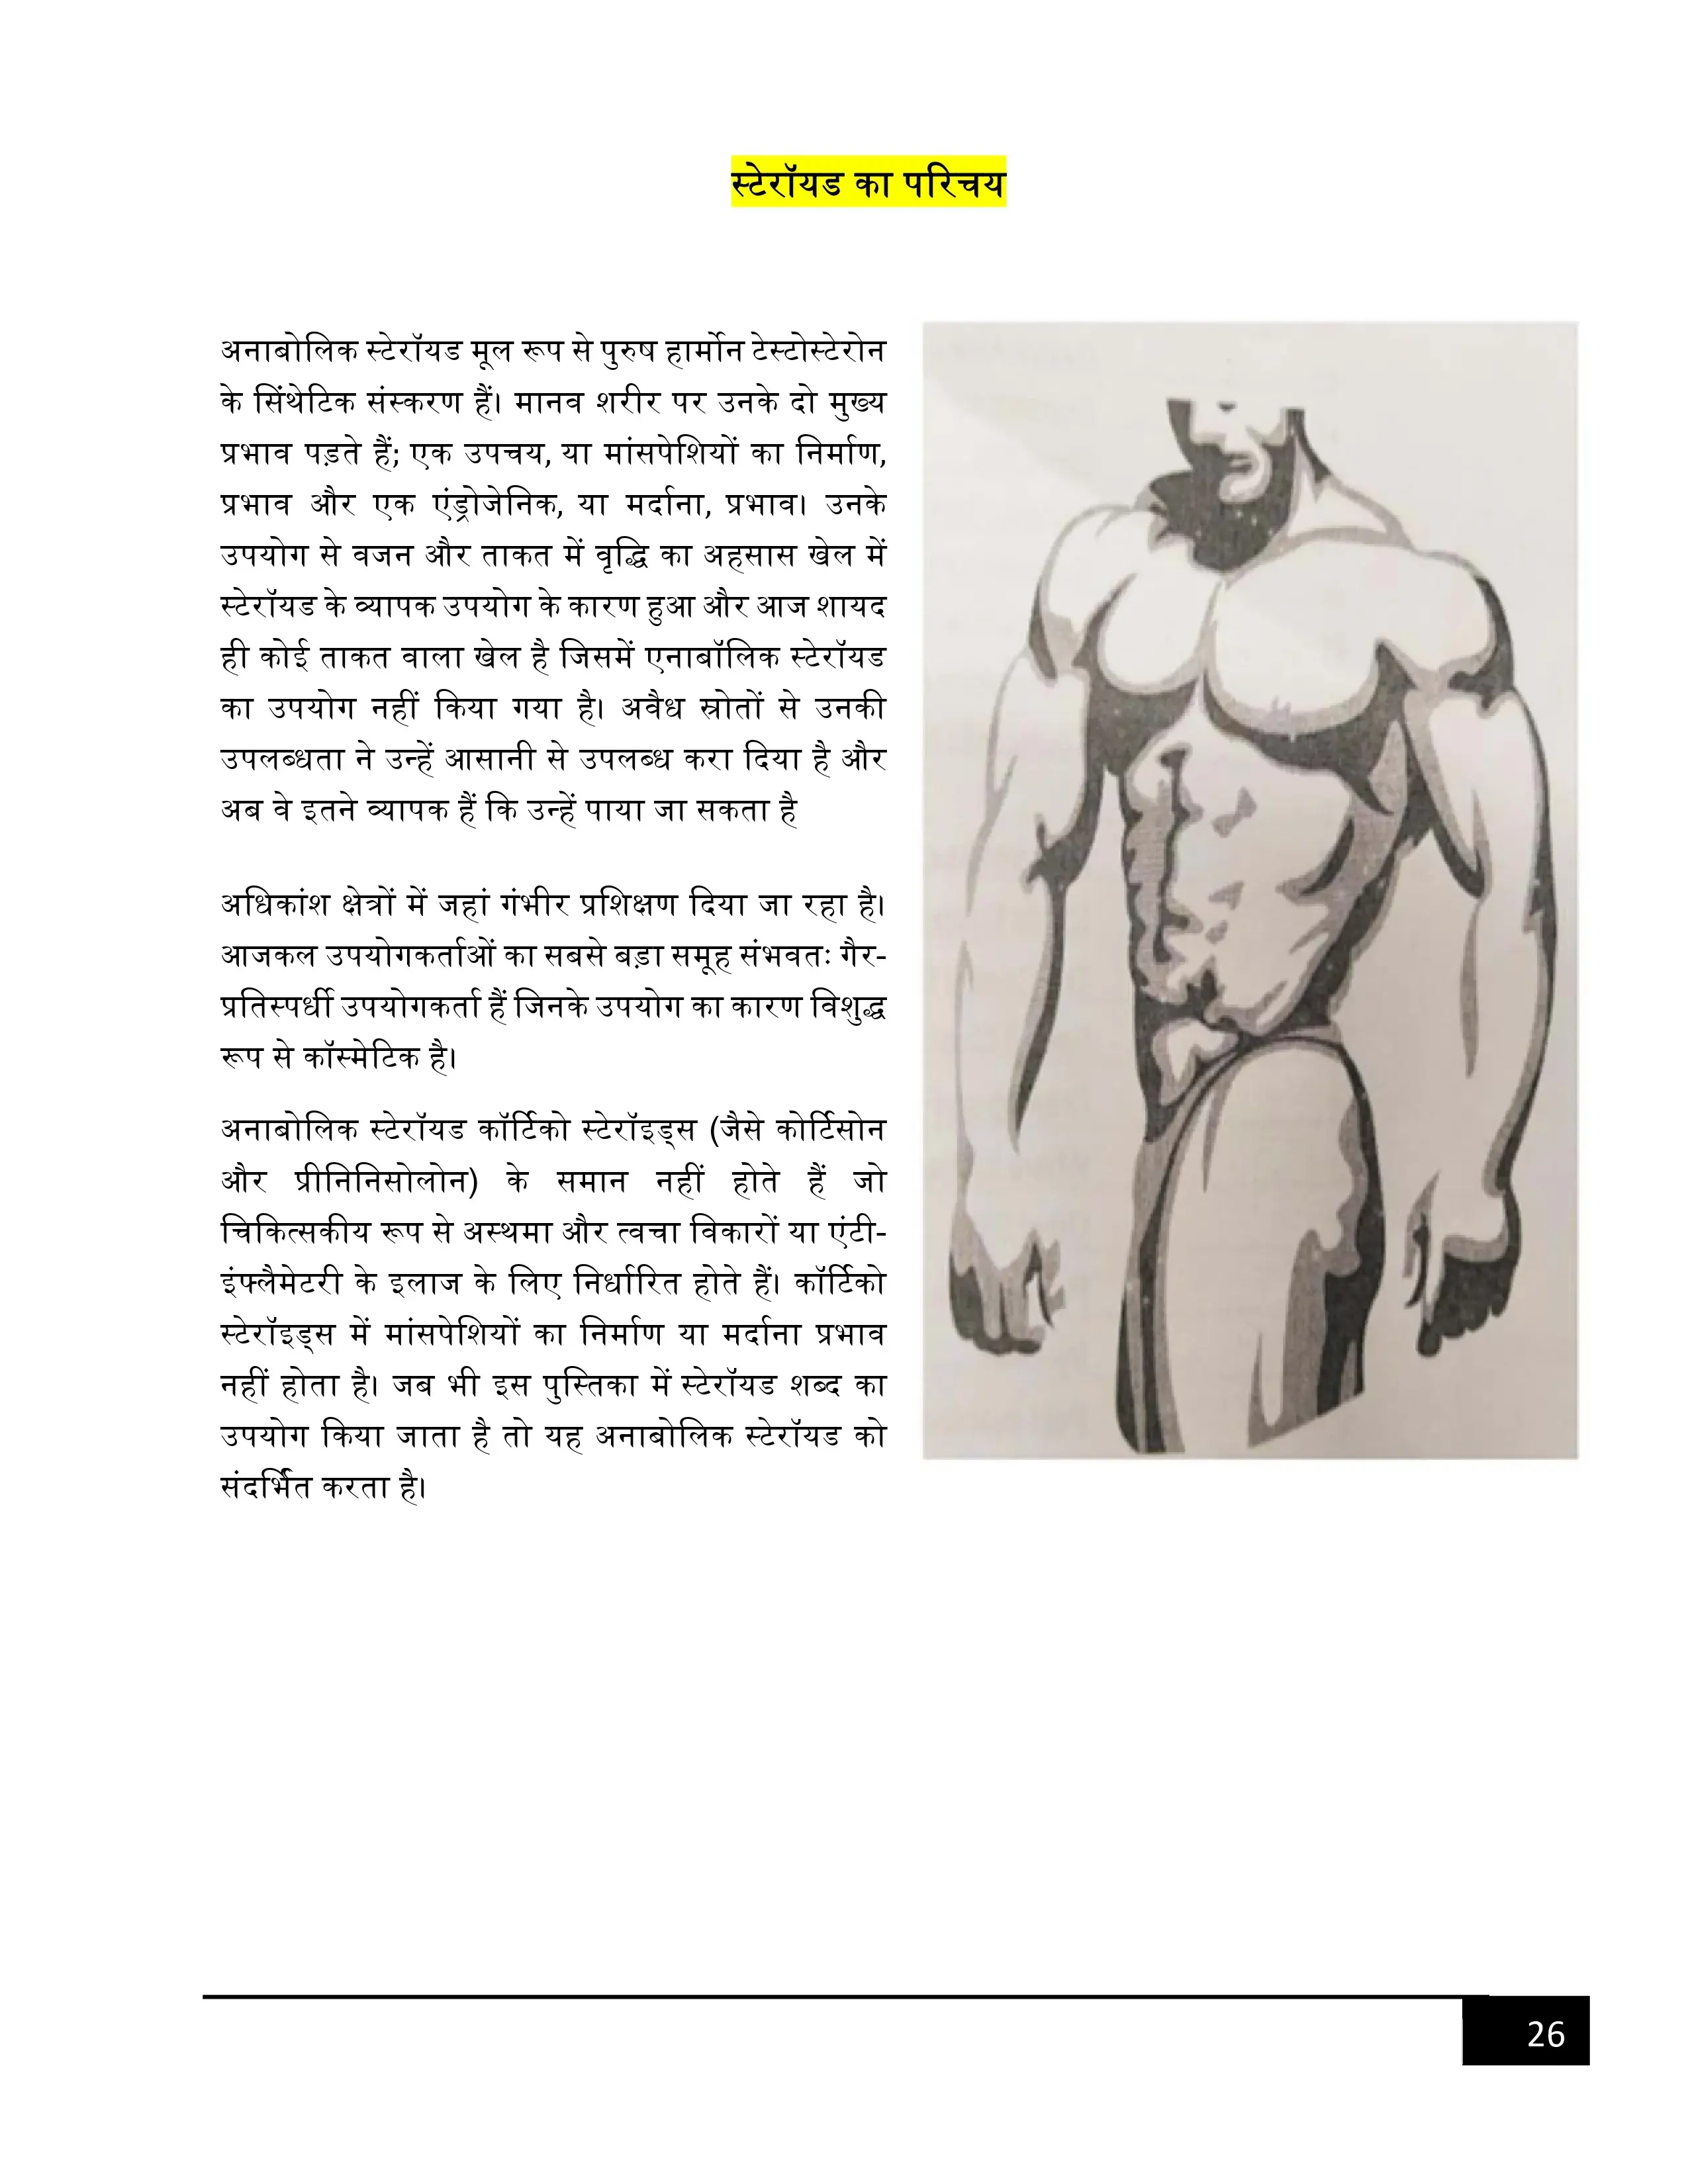 स्टेरॉयड का परिचय
अनाबोलिक स्टेरॉयड मूल रूप से पुरुष हार्मोन टेस्टोस्टेरोन
के सिंथेटिक संस्करण हैं। मानव शरीर पर उनके दो मुख्य
प्रभाव पड़ते हैं; एक उपचय, या मांसपेशियों का निर्माण,
प्रभाव और एक एंड्रोजेनिक, या मर्दाना, प्रभाव। उनके
उपयोग से वजन और ताकत में वृद्धि का अहसास खेल में
स्टेरॉयड के व्यापक उपयोग के कारण हुआ और आज शायद
ही कोई ताकत वाला खेल है जिसमें एनाबॉलिक स्टेरॉयड
का उपयोग नहीं किया गया है। अवैध स्रोतों से उनकी
उपलब्धता ने उन्हें आसानी से उपलब्ध करा दिया है और
अब वे इतने व्यापक हैं कि उन्हें पाया जा सकता है
अधिकांश क्षेत्रों में जहां गंभीर प्रशिक्षण दिया जा रहा है।
आजकल उपयोगकर्ताओं का सबसे बड़ा समूह संभवतः गैर-
प्रतिस्पर्धी उपयोगकर्ता हैं जिनके उपयोग का कारण विशुद्ध
रूप से कॉस्मेटिक है।
अनाबोलिक स्टेरॉयड कॉर्टिको स्टेरॉइड्स (जैसे कोर्टिसोन
और प्रीनिनिसोलोन) के समान नहीं होते हैं जो
चिकित्सकीय रूप से अस्थमा और त्वचा विकारों या एंटी-
इंफ्लैमेटरी के इलाज के लिए निर्धारित होते हैं। कॉर्टिको
स्टेरॉइड्स में मांसपेशियों का निर्माण या मर्दाना प्रभाव
नहीं होता है। जब भी इस पुस्तिका में स्टेरॉयड शब्द का
उपयोग किया जाता है तो यह अनाबोलिक स्टेरॉयड को
संदर्भित करता है।
26